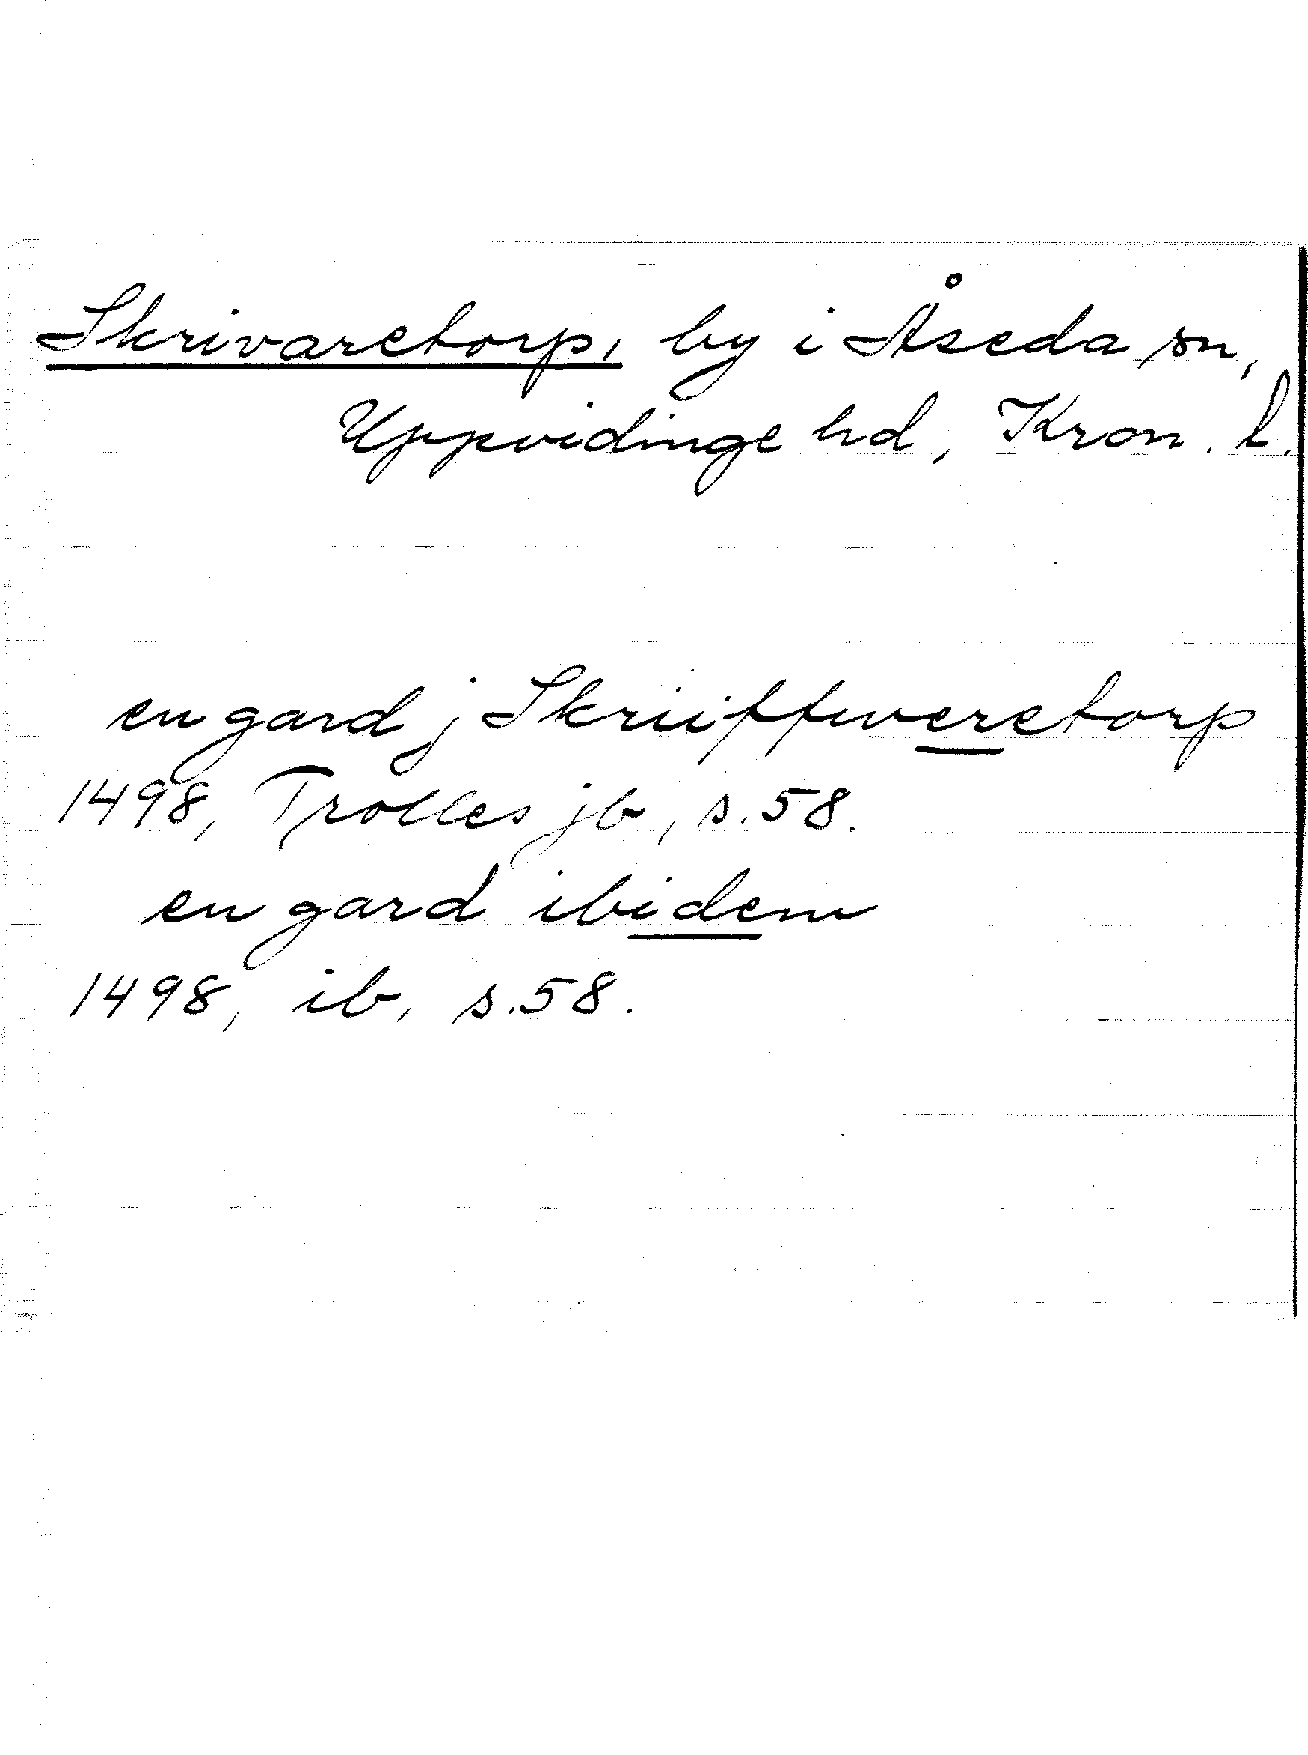 Skrivaretorp, by i Åseda sn,
Uppvidinge hd, Kron. l.
en gard j Skriiffweretorp
1498, Trolles jb, s. 58.
en gard ibidem
1498, ib, s. 58.